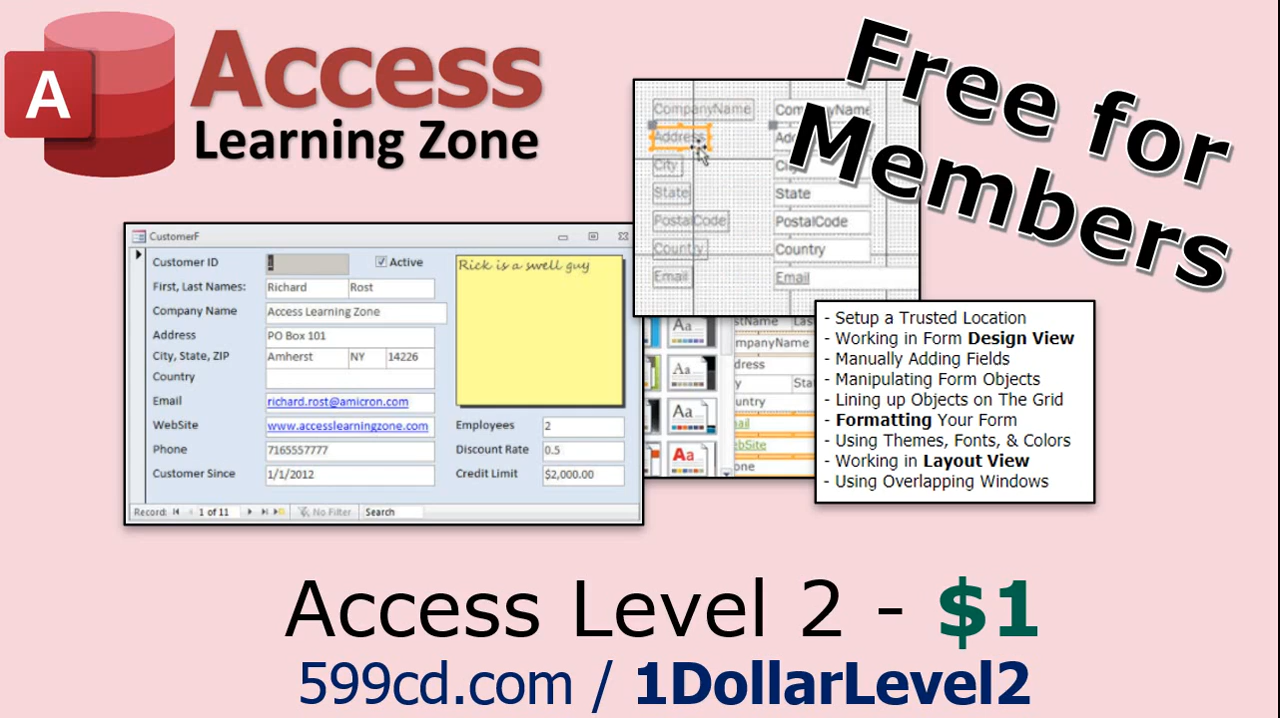 A
Access
Learning Zone
Free for
Members
CompanyName CompanyName
Address
City
State State
PostalCode PostalCode
Country Country
Email Email
CustomerF
Customer ID Active
First, Last Names: Richard Rost
Company Name Access Learning Zone
Address PO Box 101
City, State, ZIP Amherst NY 14226
Country
Email richard.rost@amicron.com
WebSite www.accesslearningzone.com
Phone 7165557777
Customer Since 1/1/2012
Rick is a swell guy
Employees 2
Discount Rate 0.5
Credit Limit $2,000.00
Record: 1 of 11 No Filter Search
Aa
Aa
Aa
Aa
- Setup a Trusted Location
- Working in Form Design View
- Manually Adding Fields
- Manipulating Form Objects
- Lining up Objects on The Grid
- Formatting Your Form
- Using Themes, Fonts, & Colors
- Working in Layout View
- Using Overlapping Windows
Access Level 2 - $1
599cd.com / 1DollarLevel2